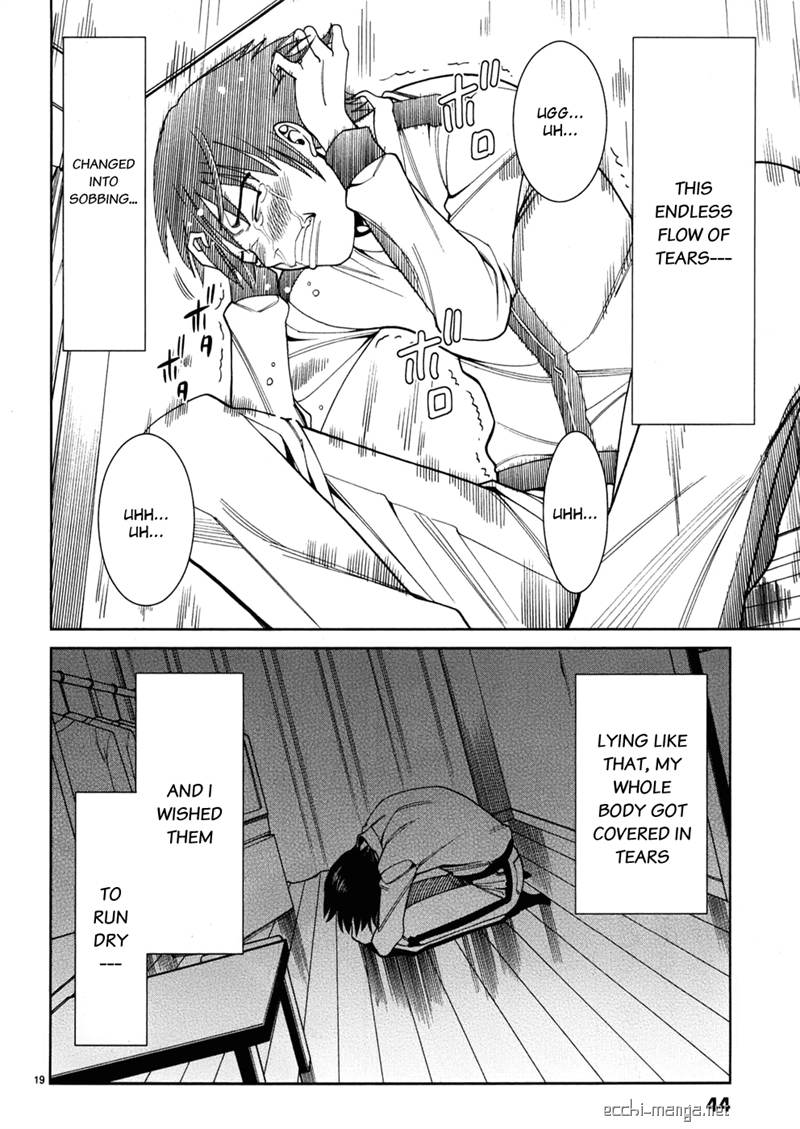 THIS
ENDLESS
FLOW OF
TEARS---
UGG...
UH...
ボロ
CHANGED
INTO
SOBBING...
ボロ
ボタ
ボタ
UHH...
UHH...
UH...
LYING LIKE
THAT, MY
WHOLE
BODY GOT
COVERED IN
TEARS
AND I
WISHED
THEM
TO
RUN
DRY
---
19
44
ecchi-manga.net